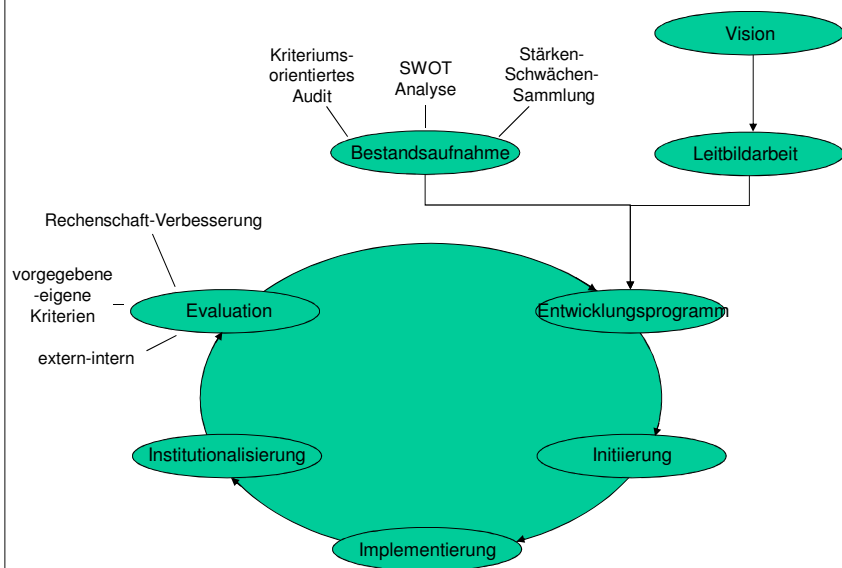 Vision
Kriteriums-
orientiertes
Audit
SWOT
Analyse
Stärken-
Schwächen-
Sammlung
Bestandsaufnahme
Leitbildarbeit
Rechenschaft-Verbesserung
vorgegebene
-eigene
Kriterien
extern-intern
Evaluation
Entwicklungsprogramm
Institutionalisierung
Initiierung
Implementierung